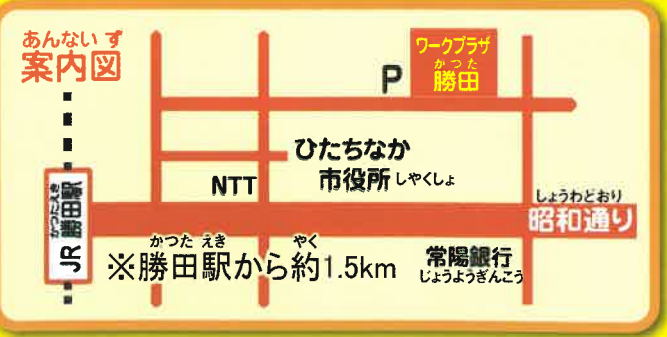 あんない ず
案内図
ワークプラザ
かつた
勝田
P
ひたちなか
市役所 しやくしょ
NTT
かつたえき
JR 勝田駅
しょうわどおり
昭和通り
かつた えき やく
※勝田駅から約1.5km
常陽銀行
じょうようぎんこう